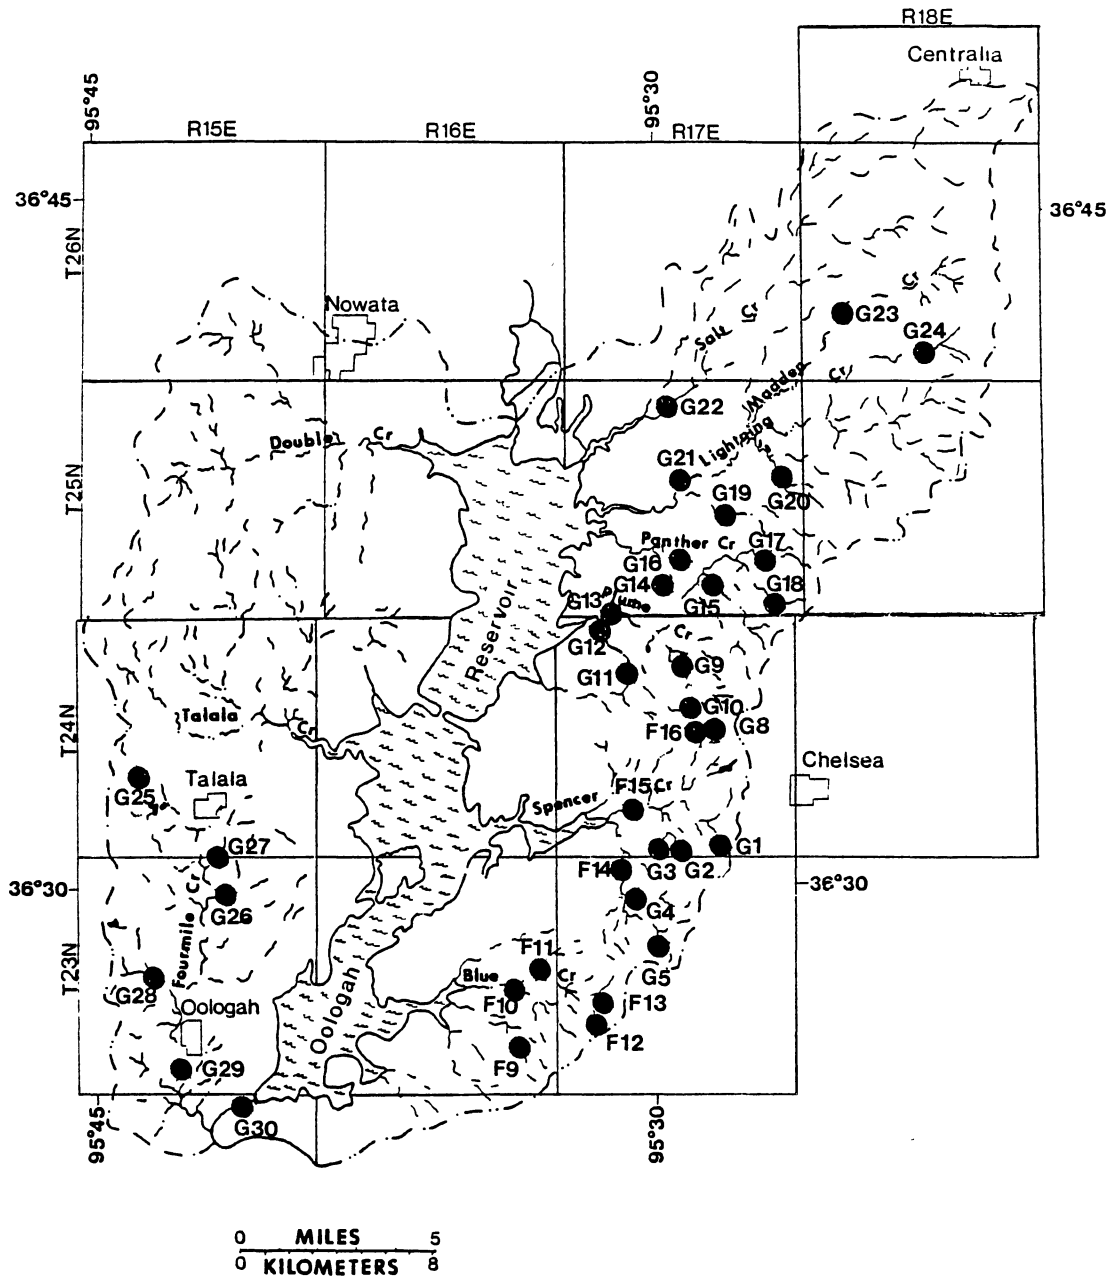 R18E
Centralia
95°45
95°30
R15E
R16E
R17E
36°45
36°45
T26N
Cr
Nowata
Cr
G23
Salt
G24
Cr
Madden
G22
Double
Cr
Lightning
G21
T25N
G19
G20
Panther Cr
G17
G16
G14
G18
G13
G15
Reservoir
Cr
G12
G9
G11
G10
T24N
Talala
Cr
F16
G8
Chelsea
Talala
F15
Cr
G25
Spencer
G27
G1
G3
G2
F14
36°30
36°30
Cr
G26
G4
Fourmile
F11
T23N
G5
Blue
Cr
G28
F10
F13
Oologah
Oologah
F12
G29
F9
G30
95°45
95°30
0 MILES 5
0 KILOMETERS 8